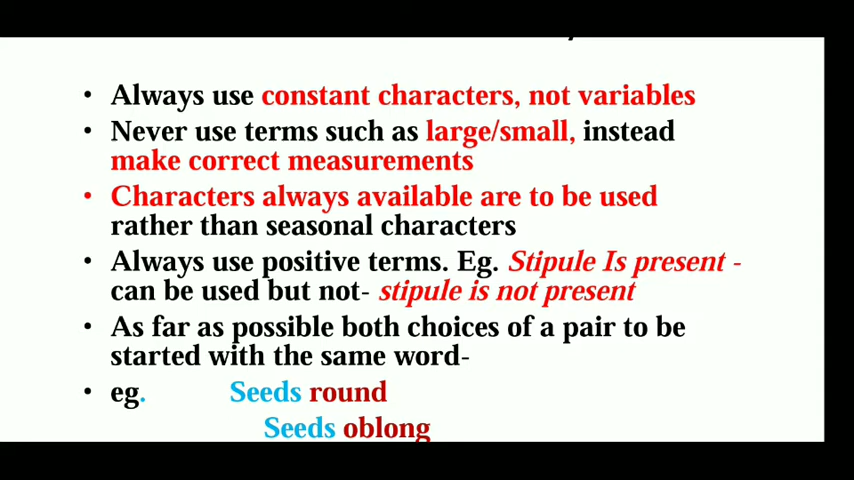 • Always use constant characters, not variables
• Never use terms such as large/small, instead
make correct measurements
• Characters always available are to be used
rather than seasonal characters
• Always use positive terms. Eg. Stipule Is present -
can be used but not- stipule is not present
• As far as possible both choices of a pair to be
started with the same word-
• eg. Seeds round
Seeds oblong